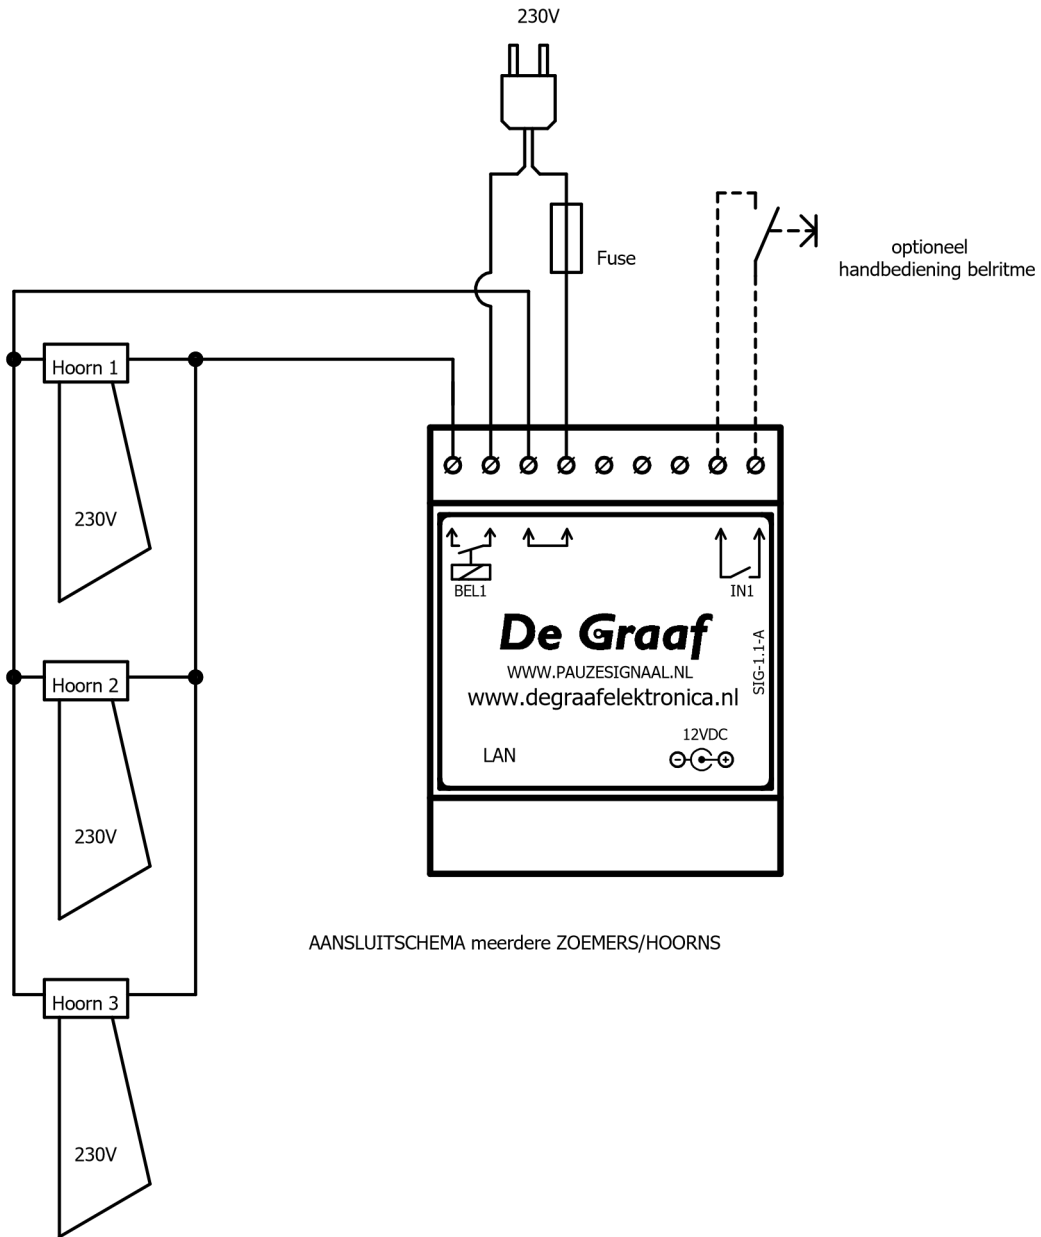 230V
Fuse
optioneel
handbediening belritme
Hoorn 1
230V
BEL1
IN1
De Graaf
WWW.PAUZESIGNAAL.NL
www.degraafelektronica.nl
SIG-1.1-A
Hoorn 2
12VDC
LAN
230V
AANSLUITSCHEMA meerdere ZOEMERS/HOORNS
Hoorn 3
230V